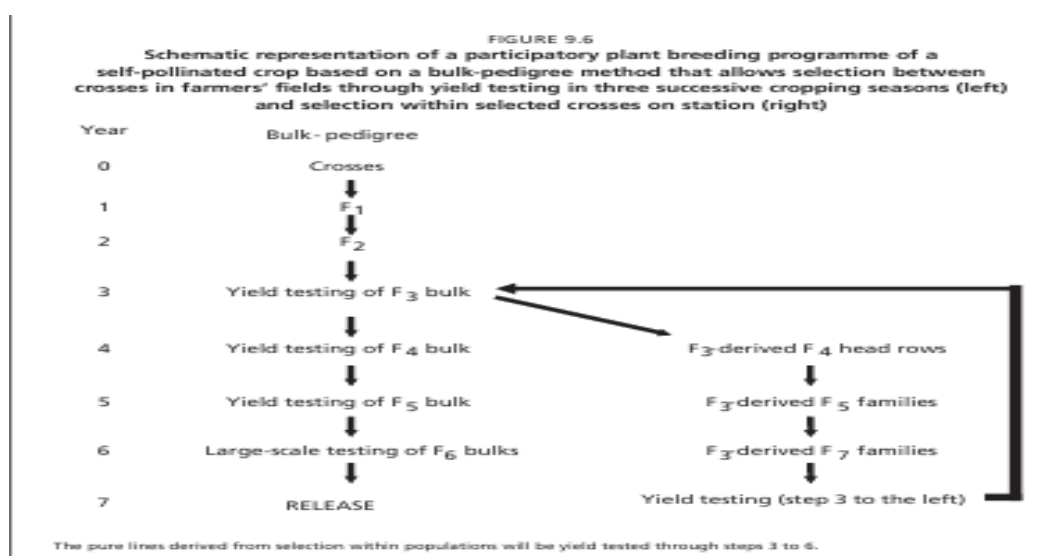 FIGURE 9.6
Schematic representation of a participatory plant breeding programme of a
self-pollinated crop based on a bulk-pedigree method that allows selection between
crosses in farmers' fields through yield testing in three successive cropping seasons (left)
and selection within selected crosses on station (right)
Year Bulk-pedigree
0 Crosses
1 F1
2 F2
3 Yield testing of F3 bulk
4 Yield testing of F4 bulk F3-derived F4 head rows
5 Yield testing of F5 bulk F3-derived F5 families
6 Large-scale testing of F6 bulks F3-derived F7 families
7 RELEASE Yield testing (step 3 to the left)
The pure lines derived from selection within populations will be yield tested through steps 3 to 6.